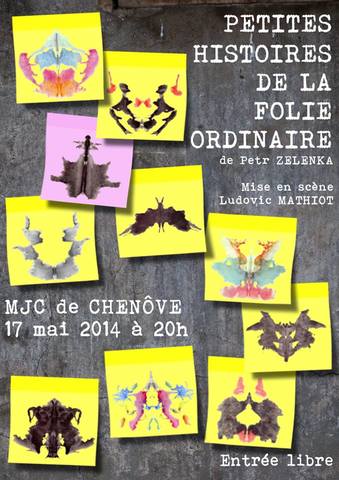 PETITES
HISTOIRES
DE LA
FOLIE
ORDINAIRE
de Petr ZELENKA
Mise en scène
Ludovic MATHIOT
MJC de CHENÔVE
17 mai 2014 à 20h
Entrée libre